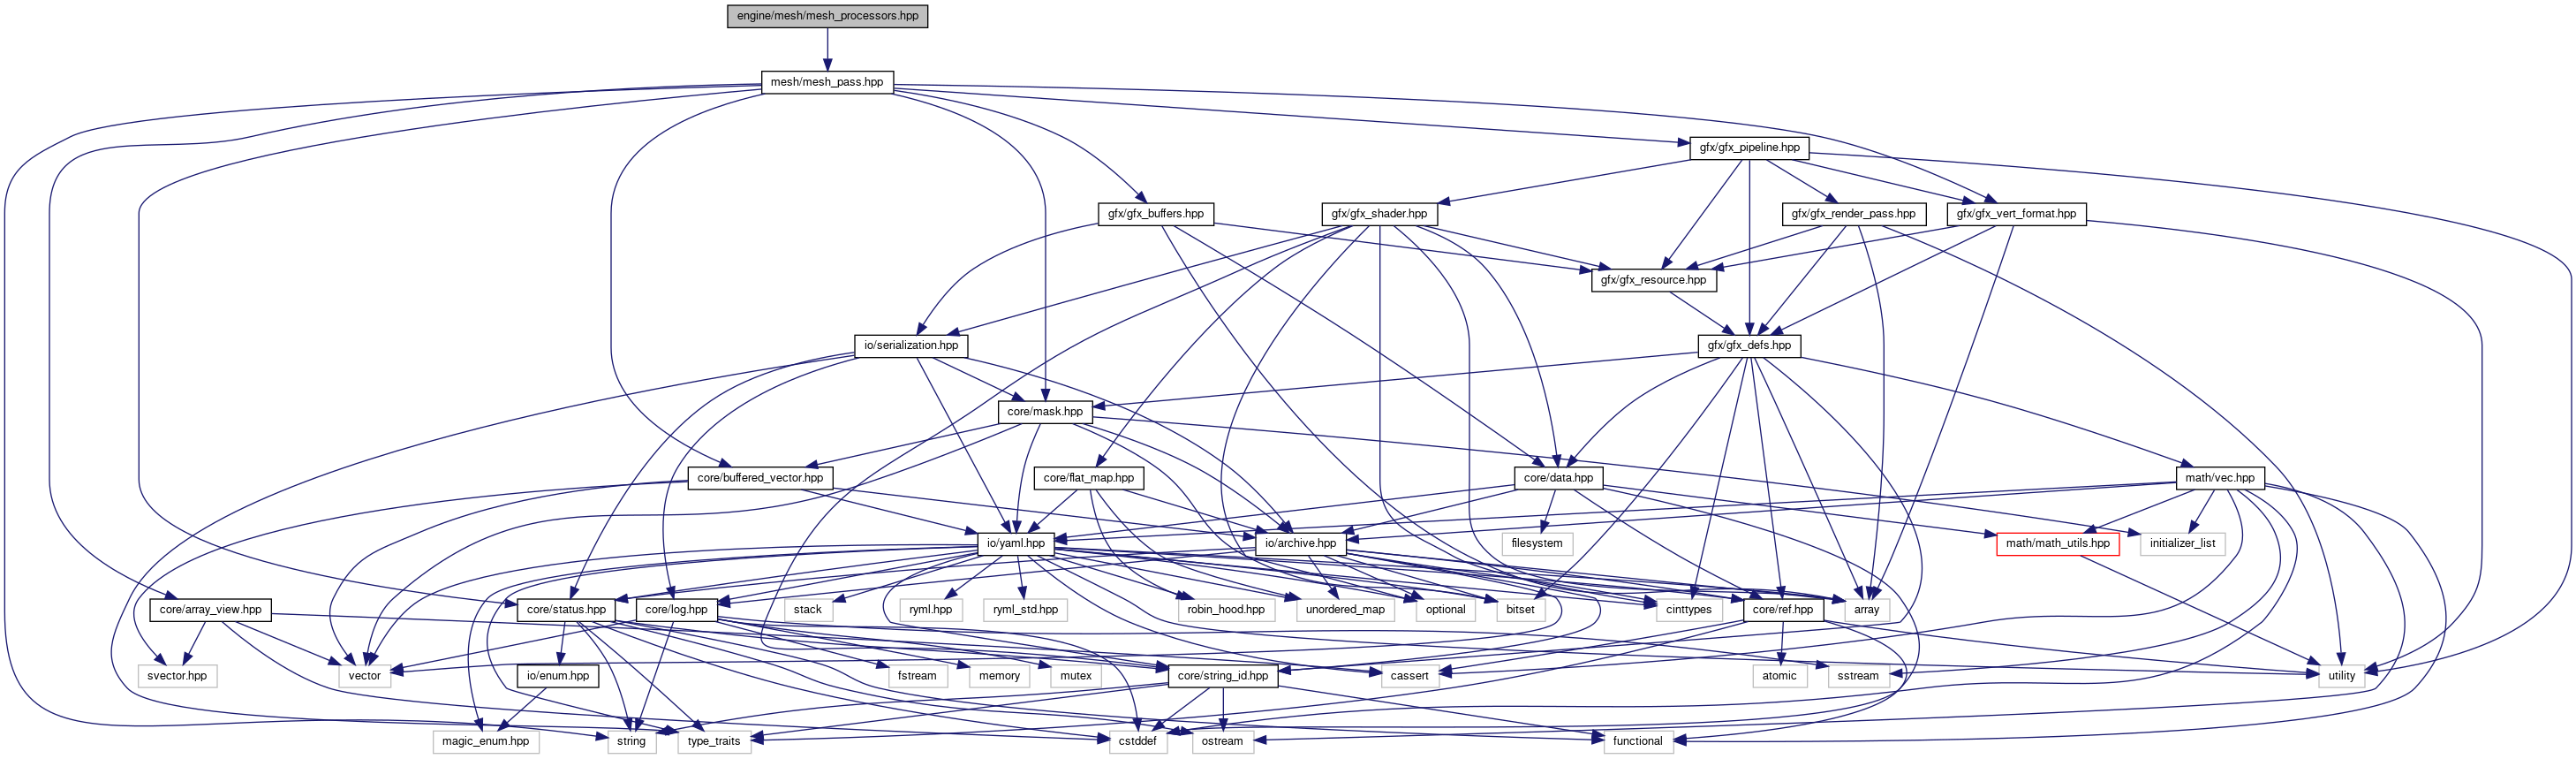 engine/mesh/mesh_processors.hpp
mesh/mesh_pass.hpp
gfx/gfx_pipeline.hpp
gfx/gfx_buffers.hpp
gfx/gfx_shader.hpp
gfx/gfx_render_pass.hpp
gfx/gfx_vert_format.hpp
gfx/gfx_resource.hpp
io/serialization.hpp
gfx/gfx_defs.hpp
core/mask.hpp
core/buffered_vector.hpp
core/flat_map.hpp
core/data.hpp
math/vec.hpp
io/yaml.hpp
io/archive.hpp
filesystem
math/math_utils.hpp
initializer_list
core/array_view.hpp
core/status.hpp
core/log.hpp
stack
ryml.hpp
ryml_std.hpp
robin_hood.hpp
unordered_map
optional
bitset
cinttypes
core/ref.hpp
array
svector.hpp
vector
io/enum.hpp
fstream
memory
mutex
core/string_id.hpp
cassert
atomic
sstream
utility
magic_enum.hpp
string
type_traits
cstddef
ostream
functional